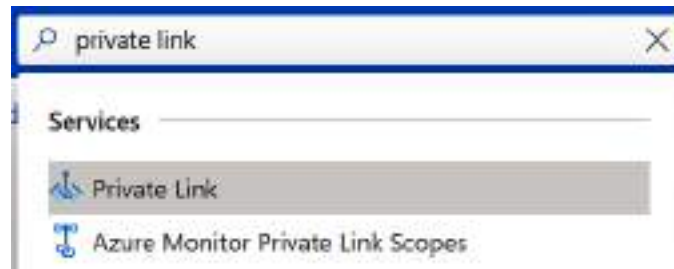 private link
Services
Private Link
Azure Monitor Private Link Scopes